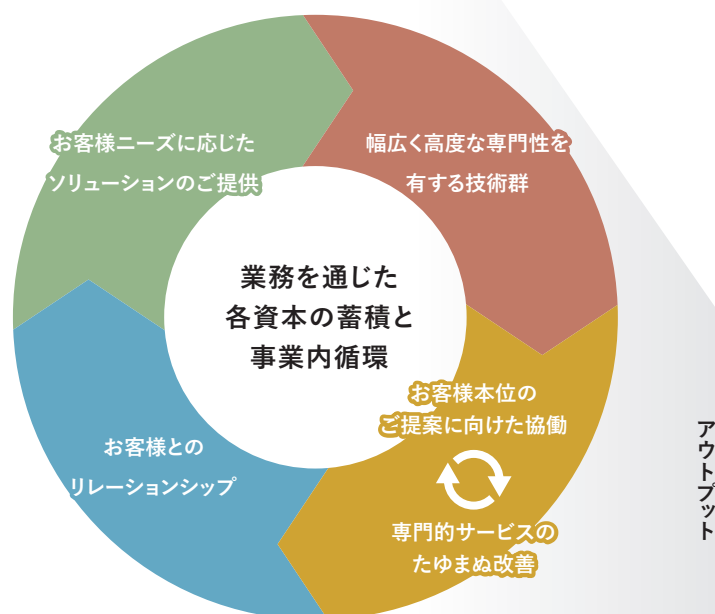 お客様ニーズに応じた
ソリューションのご提供
幅広く高度な専門性を
有する技術群
業務を通じた
各資本の蓄積と
事業内循環
お客様本位の
ご提案に向けた協働
専門的サービスの
たゆまぬ改善
お客様との
リレーションシップ
アウトプット